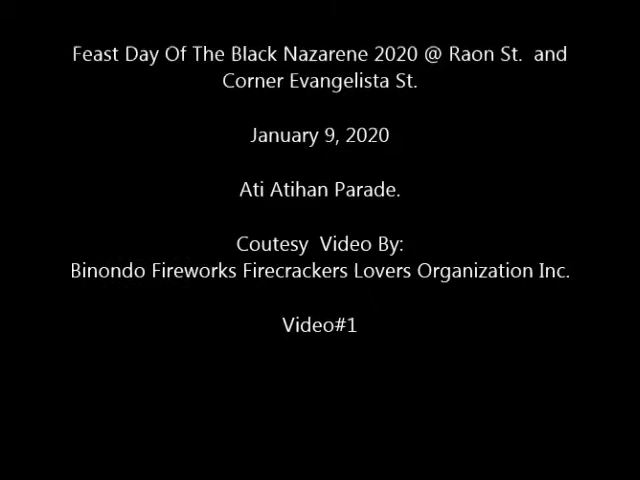 Feast Day Of The Black Nazarene 2020 @ Raon St.  and
Corner Evangelista St.
January 9, 2020
Ati Atihan Parade.
Coutesy  Video By:
Binondo Fireworks Firecrackers Lovers Organization Inc.
Video#1